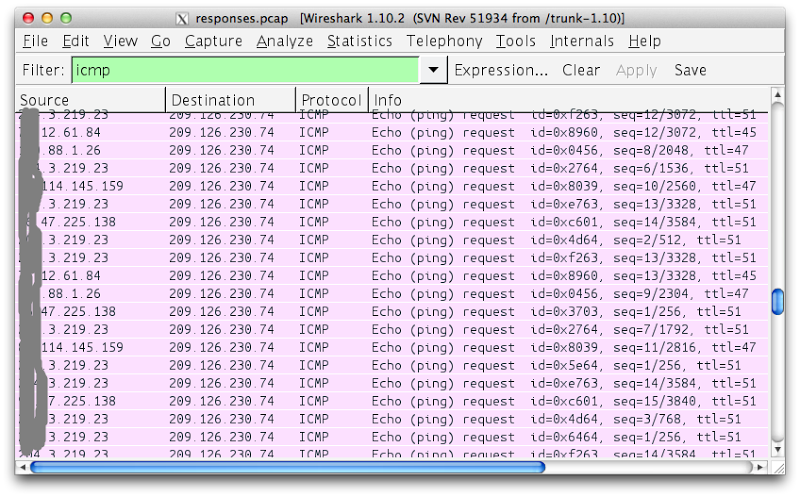 responses.pcap [Wireshark 1.10.2 (SVN Rev 51934 from /trunk-1.10)]
File Edit View Go Capture Analyze Statistics Telephony Tools Internals Help
Filter: icmp Expression... Clear Apply Save
Source Destination Protocol Info
.3.219.23 209.126.230.74 ICMP Echo (ping) request id=0xf263, seq=12/3072, ttl=51
12.61.84 209.126.230.74 ICMP Echo (ping) request id=0x8960, seq=12/3072, ttl=45
.88.1.26 209.126.230.74 ICMP Echo (ping) request id=0x0456, seq=8/2048, ttl=47
.3.219.23 209.126.230.74 ICMP Echo (ping) request id=0x2764, seq=6/1536, ttl=51
114.145.159 209.126.230.74 ICMP Echo (ping) request id=0x8039, seq=10/2560, ttl=47
.3.219.23 209.126.230.74 ICMP Echo (ping) request id=0xe763, seq=13/3328, ttl=51
47.225.138 209.126.230.74 ICMP Echo (ping) request id=0xc601, seq=14/3584, ttl=51
.3.219.23 209.126.230.74 ICMP Echo (ping) request id=0x4d64, seq=2/512, ttl=51
.3.219.23 209.126.230.74 ICMP Echo (ping) request id=0xf263, seq=13/3328, ttl=51
12.61.84 209.126.230.74 ICMP Echo (ping) request id=0x8960, seq=13/3328, ttl=45
.88.1.26 209.126.230.74 ICMP Echo (ping) request id=0x0456, seq=9/2304, ttl=47
47.225.138 209.126.230.74 ICMP Echo (ping) request id=0x3703, seq=1/256, ttl=51
.3.219.23 209.126.230.74 ICMP Echo (ping) request id=0x2764, seq=7/1792, ttl=51
114.145.159 209.126.230.74 ICMP Echo (ping) request id=0x8039, seq=11/2816, ttl=47
.3.219.23 209.126.230.74 ICMP Echo (ping) request id=0x5e64, seq=1/256, ttl=51
.3.219.23 209.126.230.74 ICMP Echo (ping) request id=0xe763, seq=14/3584, ttl=51
7.225.138 209.126.230.74 ICMP Echo (ping) request id=0xc601, seq=15/3840, ttl=51
.3.219.23 209.126.230.74 ICMP Echo (ping) request id=0x4d64, seq=3/768, ttl=51
.3.219.23 209.126.230.74 ICMP Echo (ping) request id=0x6464, seq=1/256, ttl=51
204.3.219.23 209.126.230.74 ICMP Echo (ping) request id=0xf263, seq=14/3584, ttl=51